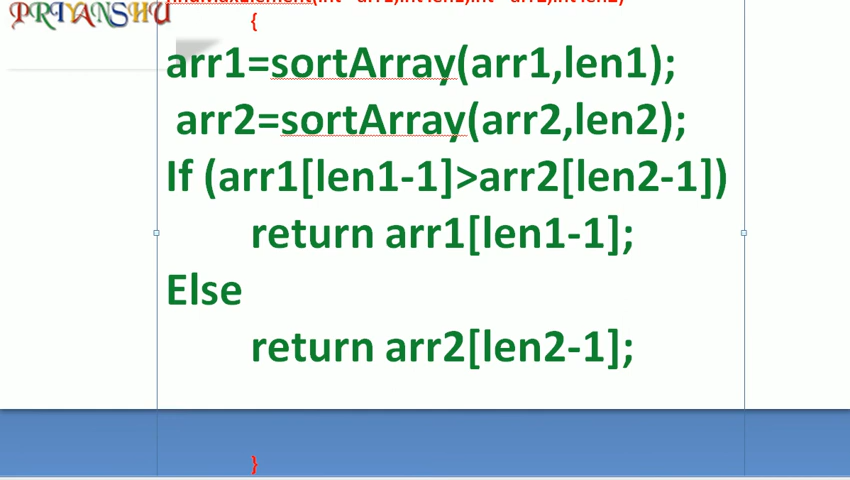 PRIYANSHU
{
arr1=sortArray(arr1,len1);
arr2=sortArray(arr2,len2);
If (arr1[len1-1]>arr2[len2-1])
return arr1[len1-1];
Else
return arr2[len2-1];
}